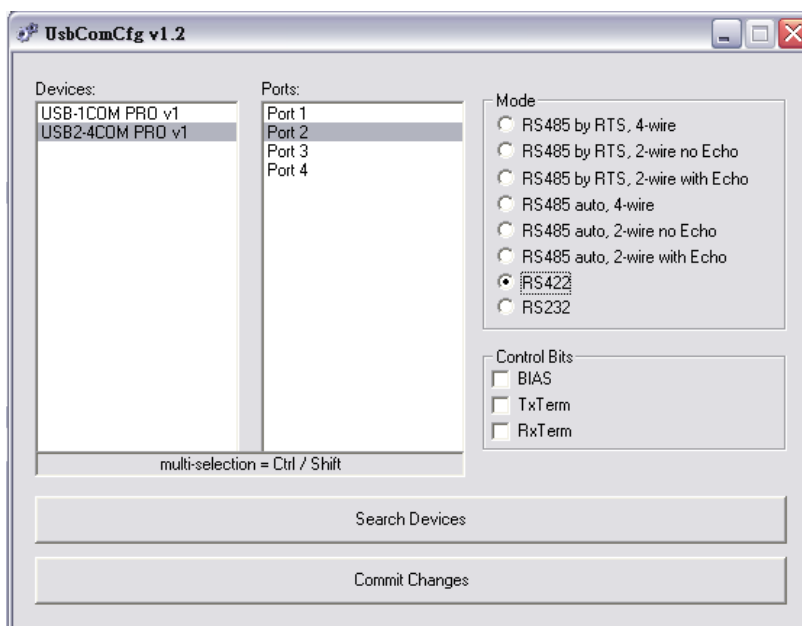 UsbComCfg v1.2
Devices:
USB-1COM PRO v1
USB2-4COM PRO v1
multi-selection = Ctrl / Shift
Ports:
Port 1
Port 2
Port 3
Port 4
Mode
RS485 by RTS, 4-wire
RS485 by RTS, 2-wire no Echo
RS485 by RTS, 2-wire with Echo
RS485 auto, 4-wire
RS485 auto, 2-wire no Echo
RS485 auto, 2-wire with Echo
RS422
RS232
Control Bits
BIAS
TxTerm
RxTerm
Search Devices
Commit Changes